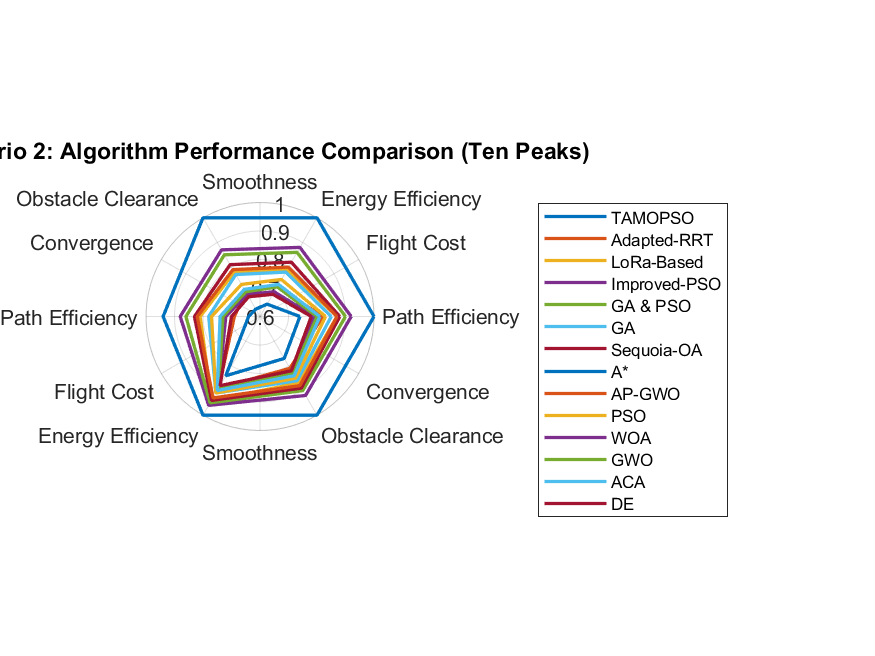 rio 2: Algorithm Performance Comparison (Ten Peaks)
Smoothness
Obstacle Clearance
Energy Efficiency
1
0.9
Convergence
Flight Cost
0.8
0.6
Path Efficiency
Path Efficiency
Flight Cost
Convergence
Energy Efficiency
Obstacle Clearance
Smoothness
TAMOPSO
Adapted-RRT
LoRa-Based
Improved-PSO
GA & PSO
GA
Sequoia-OA
A*
AP-GWO
PSO
WOA
GWO
ACA
DE